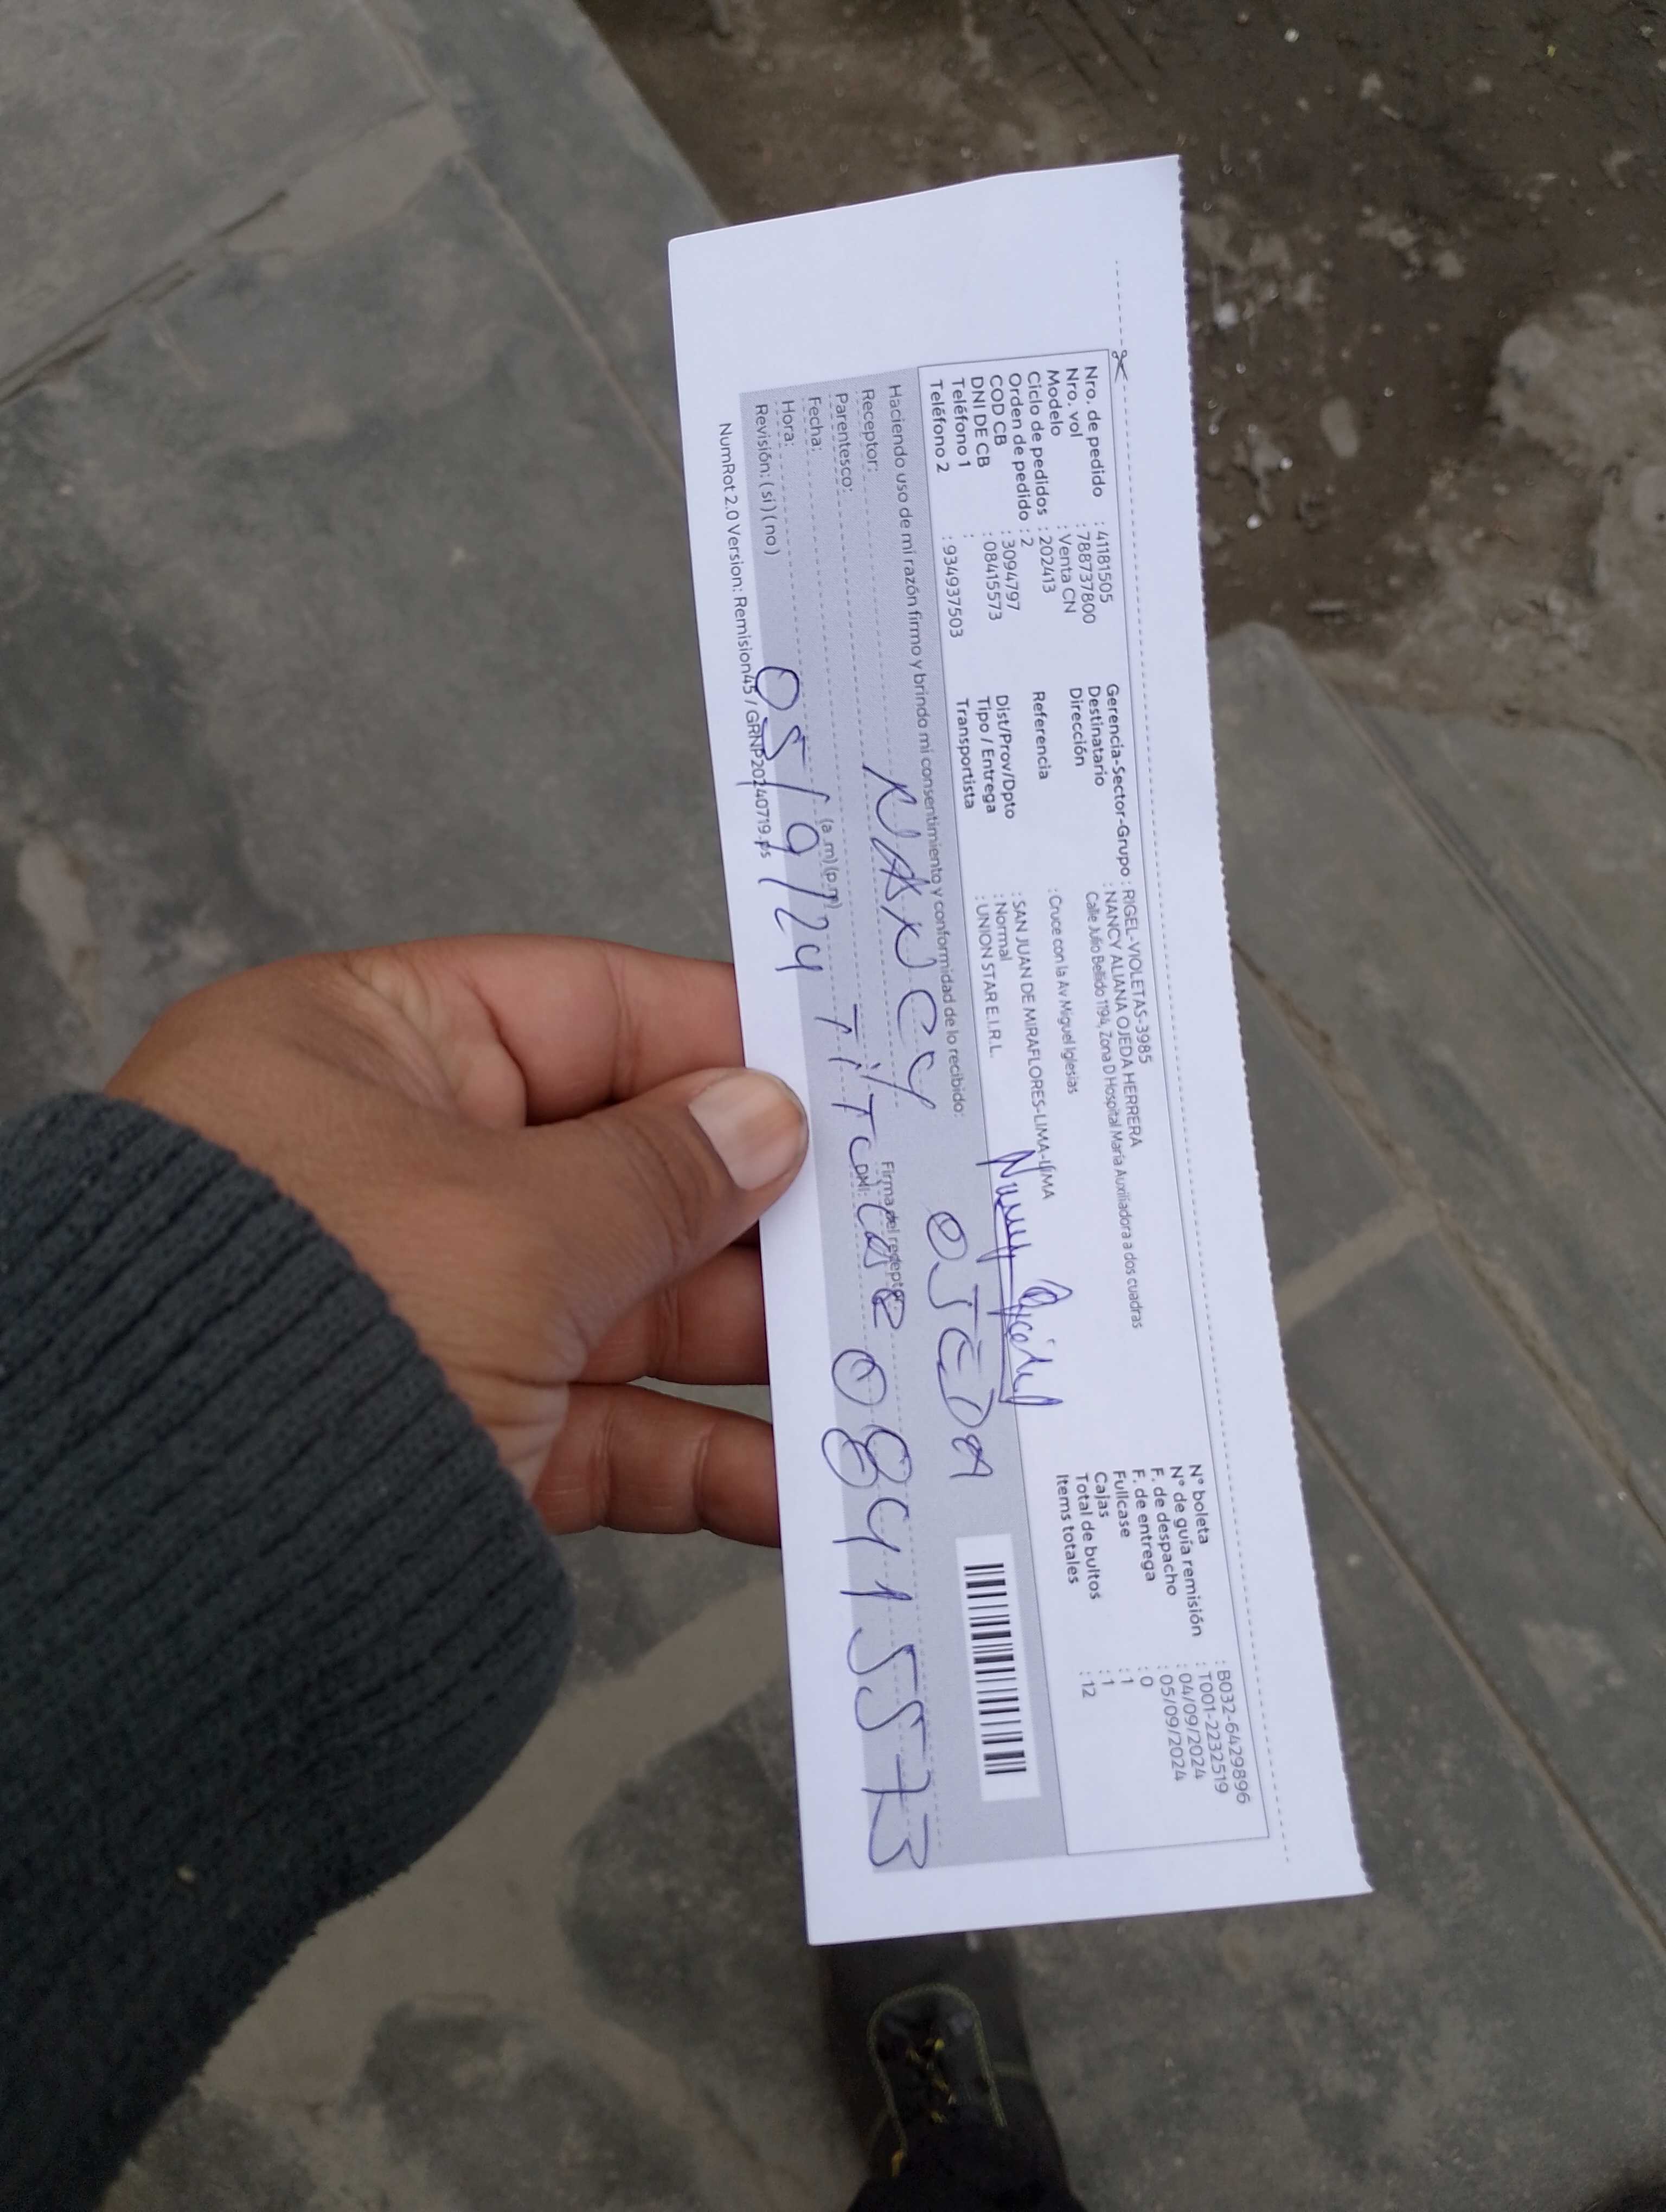 Nro. de pedido : 41181505
Nro. vol : 788737800
Modelo : Venta CN
Ciclo de pedidos : 202413
Orden de pedido : 2
COD CB : 3094797
DNI DE CB : 08415573
Teléfono 1 :
Teléfono 2 : 934937503
Gerencia-Sector-Grupo : RIGEL-VIOLETAS-3985
Destinatario : NANCY ALIANA OJEDA HERRERA
Dirección Calle Julio Bellido 1194, Zona D Hospital María Auxiliadora a dos cuadras
Referencia : Cruce con la Av Miguel Iglesias
Dist/Prov/Dpto : SAN JUAN DE MIRAFLORES-LIMA-LIMA
Tipo / Entrega : Normal
Transportista : UNION STAR E.I.R.L.
N° boleta : B032-6429896
N° de guía remisión : T001-2232519
F. de despacho : 04/09/2024
F. de entrega : 05/09/2024
Fullcase : 0
Cajas : 1
Total de bultos : 1
Items totales : 12
Haciendo uso de mi razón firmo y brindo mi consentimiento y conformidad de lo recibido:
Receptor: NANCY OJEDA
Firma del receptor:
Parentesco: TiTular
DNI: 08415573
Fecha: 05/9/24
Hora: (a.m) (p.m)
Revisión: (si) (no)
NumRot 2.0 Version: Remision45 / GRNP20240719.ps